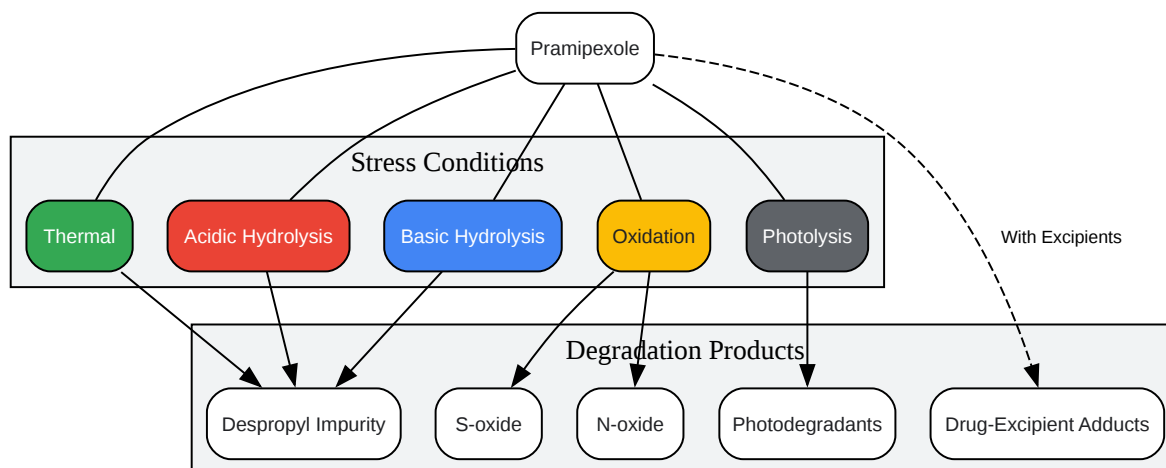 Pramipexole
Stress Conditions
Thermal
Acidic Hydrolysis
Basic Hydrolysis
Oxidation
Photolysis
With Excipients
Degradation Products
Despropyl Impurity
S-oxide
N-oxide
Photodegradants
Drug-Excipient Adducts